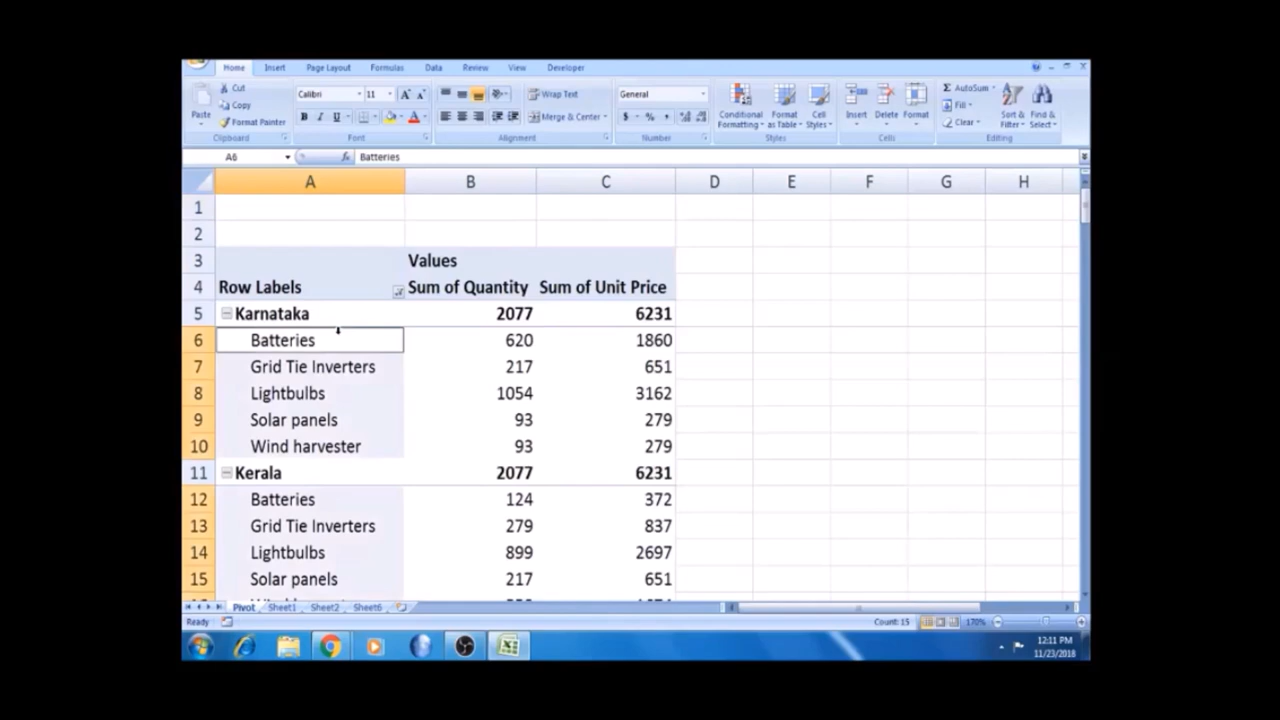 Home Insert Page Layout Formulas Data Review View Developer
Paste
Cut
Copy
Format Painter
Clipboard
Calibri 11
B I U
Font
Wrap Text
Merge & Center
Alignment
General
$ % ,
Number
Conditional Formatting
Format as Table
Cell Styles
Styles
Insert Delete Format
Cells
Σ AutoSum
Fill
Clear
Sort & Filter
Find & Select
Editing
A6 fx Batteries
A B C D E F G H
1
2
3 Values
4 Row Labels Sum of Quantity Sum of Unit Price
5 Karnataka 2077 6231
6 Batteries 620 1860
7 Grid Tie Inverters 217 651
8 Lightbulbs 1054 3162
9 Solar panels 93 279
10 Wind harvester 93 279
11 Kerala 2077 6231
12 Batteries 124 372
13 Grid Tie Inverters 279 837
14 Lightbulbs 899 2697
15 Solar panels 217 651
Pivot Sheet1 Sheet2 Sheet6
Ready Count: 15 170%
12:11 PM
11/23/2018